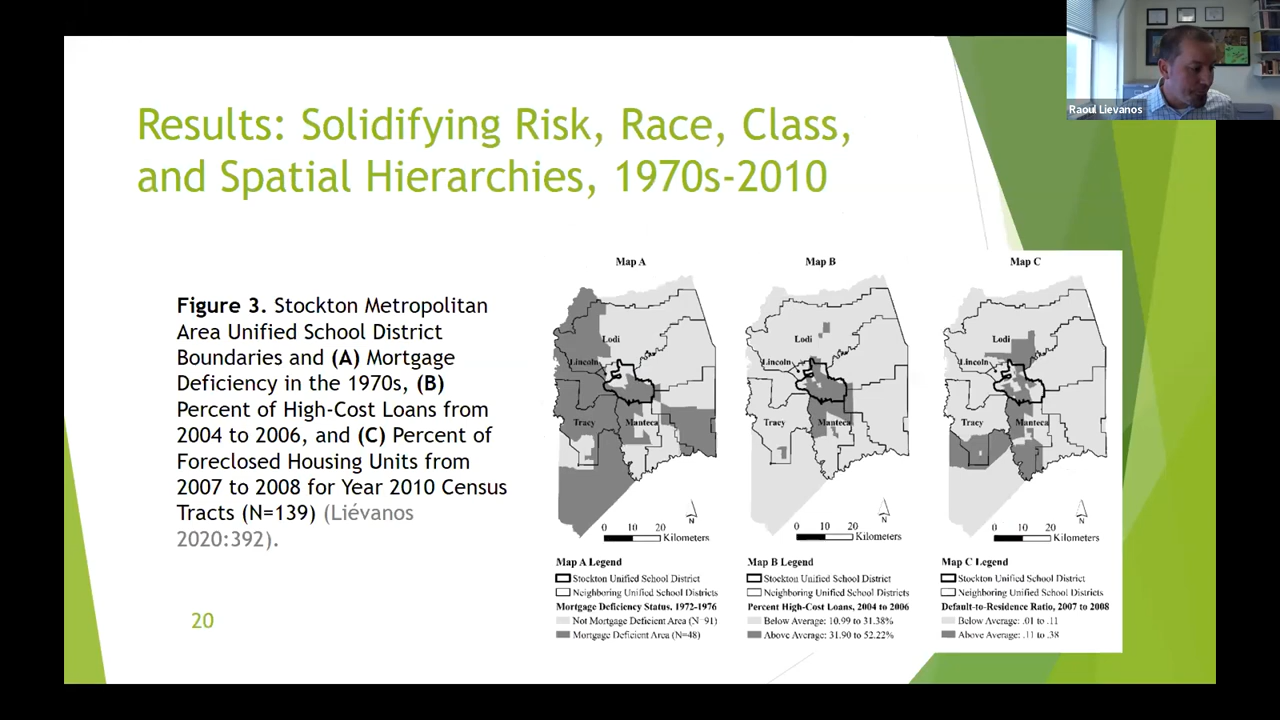 Raoul Lievanos
Results: Solidifying Risk, Race, Class,
and Spatial Hierarchies, 1970s-2010
Figure 3. Stockton Metropolitan
Area Unified School District
Boundaries and (A) Mortgage
Deficiency in the 1970s, (B)
Percent of High-Cost Loans from
2004 to 2006, and (C) Percent of
Foreclosed Housing Units from
2007 to 2008 for Year 2010 Census
Tracts (N=139) (Liévanos
2020:392).
20
Map A
Lodi
Lincoln
Tracy
Manteca
N
0 10 20
Kilometers
Map A Legend
Stockton Unified School District
Neighboring Unified School Districts
Mortgage Deficiency Status, 1972-1976
Not Mortgage Deficient Area (N=91)
Mortgage Deficient Area (N=48)
Map B
Lodi
Lincoln
Tracy
Manteca
N
0 10 20
Kilometers
Map B Legend
Stockton Unified School District
Neighboring Unified School Districts
Percent High-Cost Loans, 2004 to 2006
Below Average: 10.99 to 31.38%
Above Average: 31.90 to 52.22%
Map C
Lodi
Lincoln
Tracy
Manteca
N
0 10 20
Kilometers
Map C Legend
Stockton Unified School District
Neighboring Unified School Districts
Default-to-Residence Ratio, 2007 to 2008
Below Average: .01 to .11
Above Average: .11 to .38